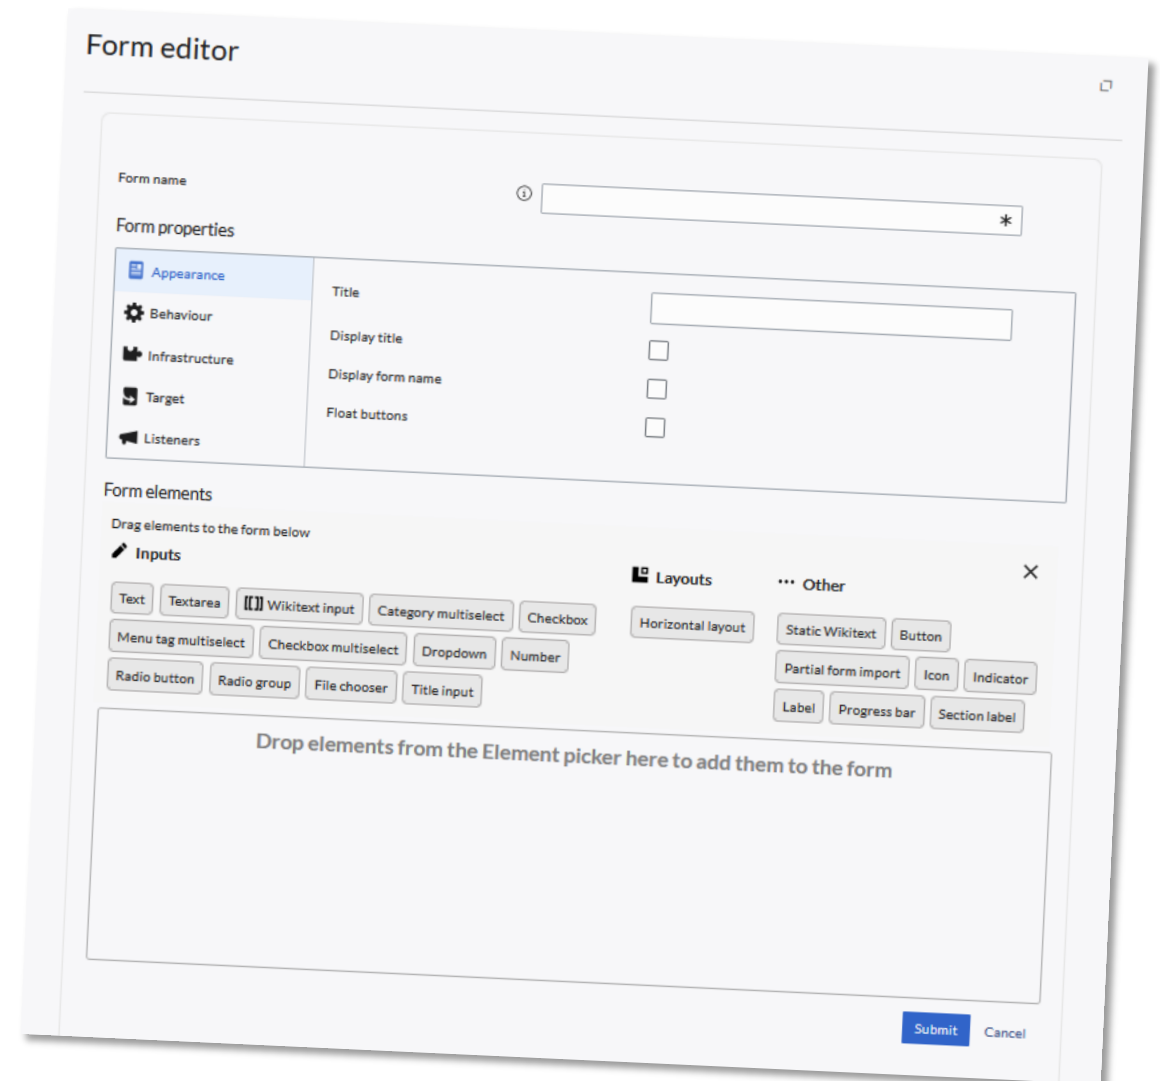 Form editor
Form name
*
Form properties
Appearance
Behaviour
Infrastructure
Target
Listeners
Title
Display title
Display form name
Float buttons
Form elements
Drag elements to the form below
Inputs
Text Textarea [[]] Wikitext input Category multiselect Checkbox
Menu tag multiselect Checkbox multiselect Dropdown Number
Radio button Radio group File chooser Title input
Layouts
Horizontal layout
Other
Static Wikitext Button
Partial form import Icon Indicator
Label Progress bar Section label
Drop elements from the Element picker here to add them to the form
Submit Cancel